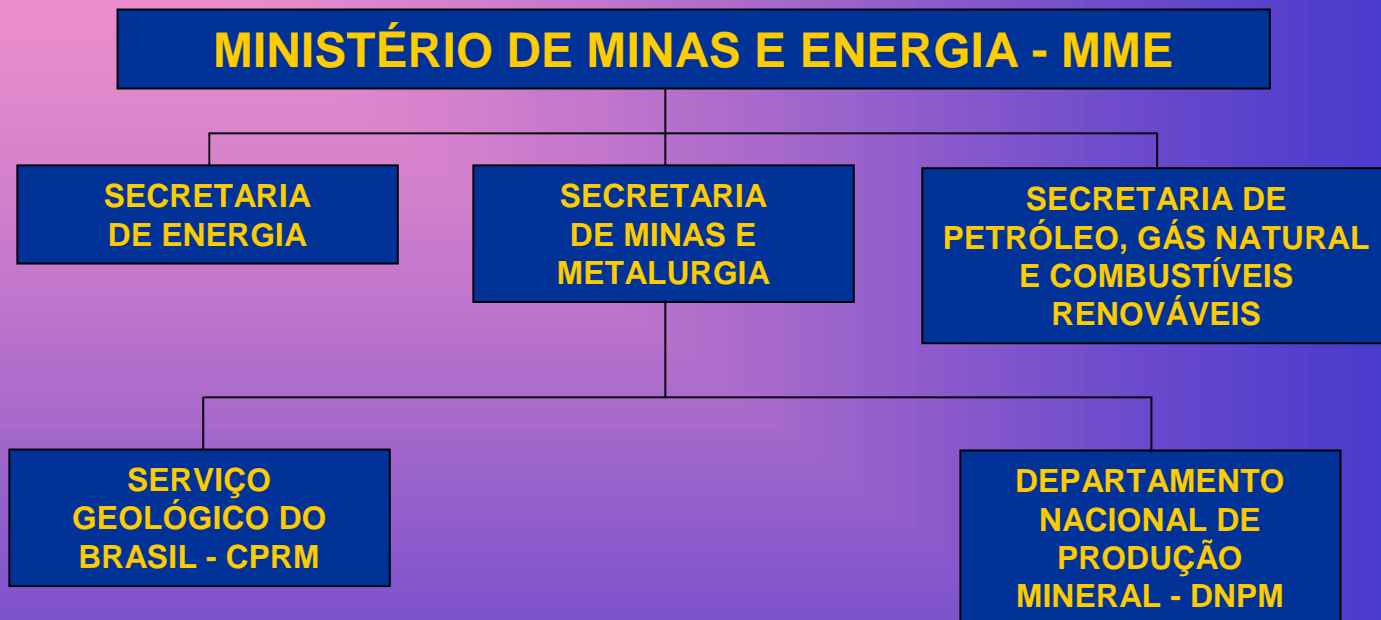 MINISTÉRIO DE MINAS E ENERGIA - MME
SECRETARIA
DE ENERGIA
SECRETARIA
DE MINAS E
METALURGIA
SECRETARIA DE
PETRÓLEO, GÁS NATURAL
E COMBUSTÍVEIS
RENOVÁVEIS
SERVIÇO
GEOLÓGICO DO
BRASIL - CPRM
DEPARTAMENTO
NACIONAL DE
PRODUÇÃO
MINERAL - DNPM